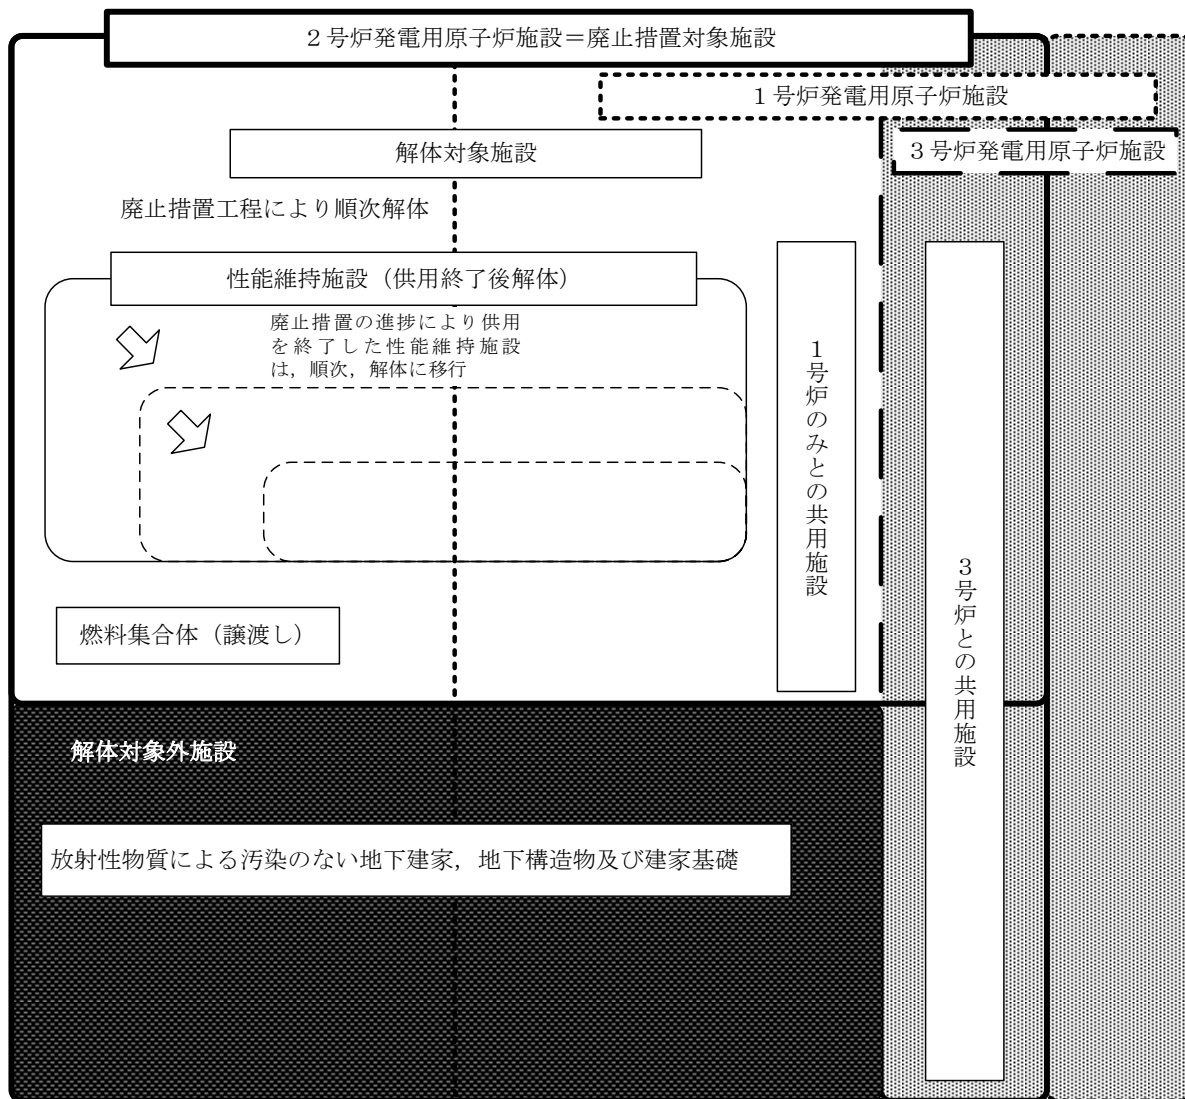 ２号炉発電用原子炉施設＝廃止措置対象施設
１号炉発電用原子炉施設
解体対象施設
３号炉発電用原子炉施設
廃止措置工程により順次解体
性能維持施設（供用終了後解体）
廃止措置の進捗により供用
を終了した性能維持施設
は，順次，解体に移行
１号炉のみとの共用施設
３号炉との共用施設
燃料集合体（譲渡し）
解体対象外施設
放射性物質による汚染のない地下建家，地下構造物及び建家基礎